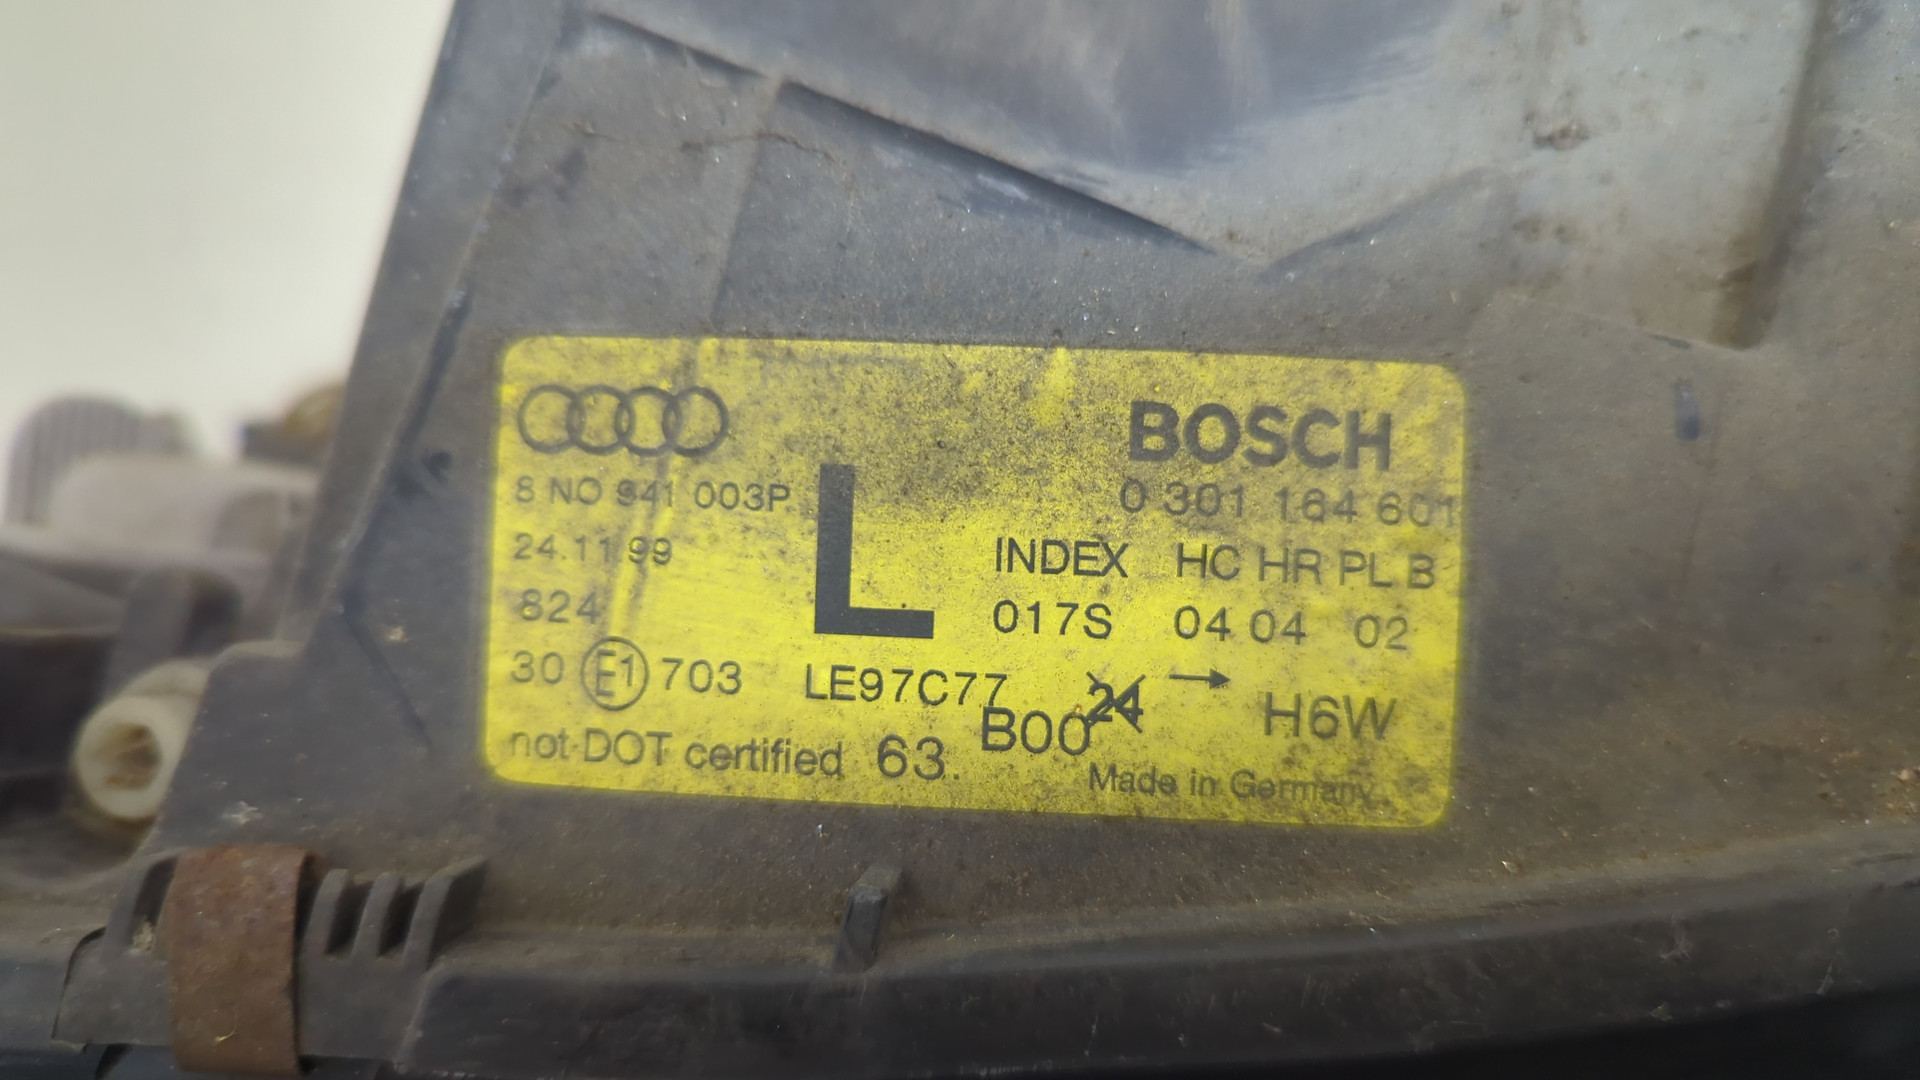 BOSCH
8 N0 941 003P
L
0 301 164 601
24.11.99
INDEX HC HR PL B
824
017S 04 04 02
30 E1 703
LE97C77
24 → H6W
B00
not DOT certified 63.
Made in Germany